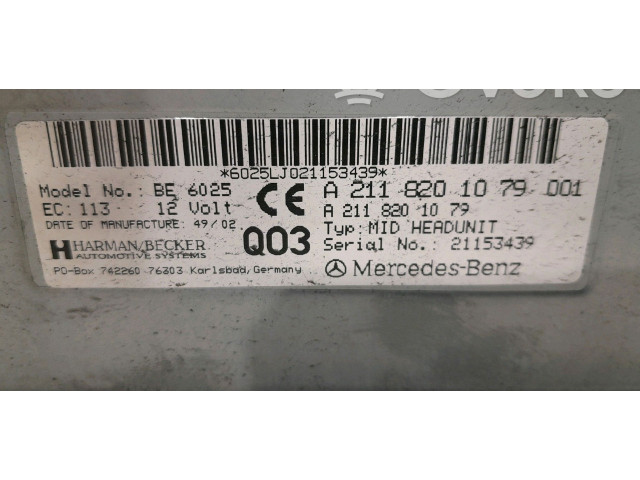 *6025LJ021153439*
Model No.: BE 6025
EC: 113 12 Volt
DATE OF MANUFACTURE: 49/02
HARMAN/BECKER
AUTOMOTIVE SYSTEMS
PO-Box 742260 76303 Karlsbad, Germany
CE
Q03
A 211 820 10 79 001
A 211 820 10 79
Typ: MID HEADUNIT
Serial No.: 21153439
Mercedes-Benz